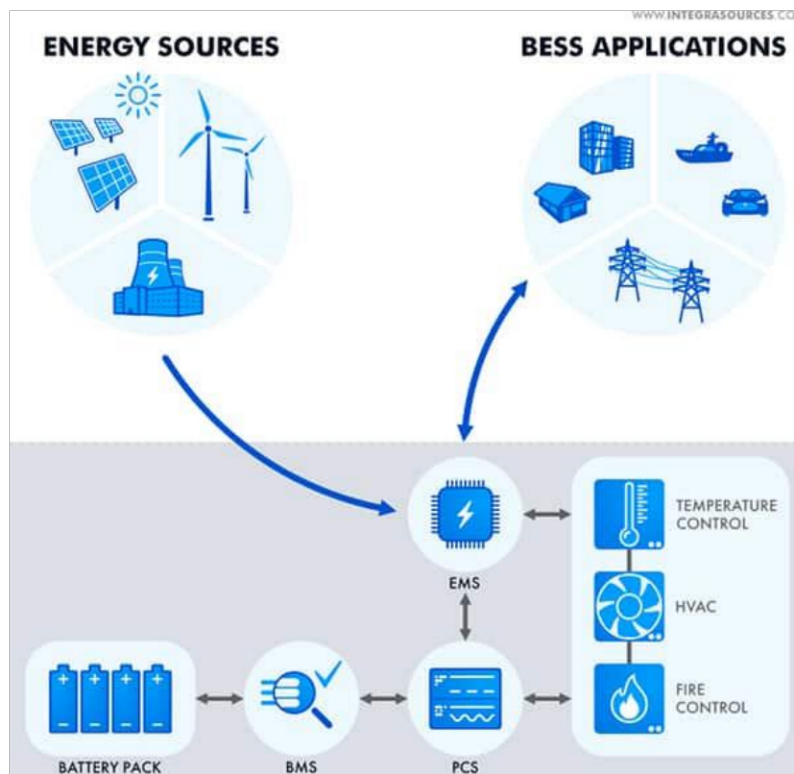 WWW.INTEGRASOURCES.CO
ENERGY SOURCES
BESS APPLICATIONS
EMS
TEMPERATURE
CONTROL
HVAC
FIRE
CONTROL
BATTERY PACK
BMS
PCS